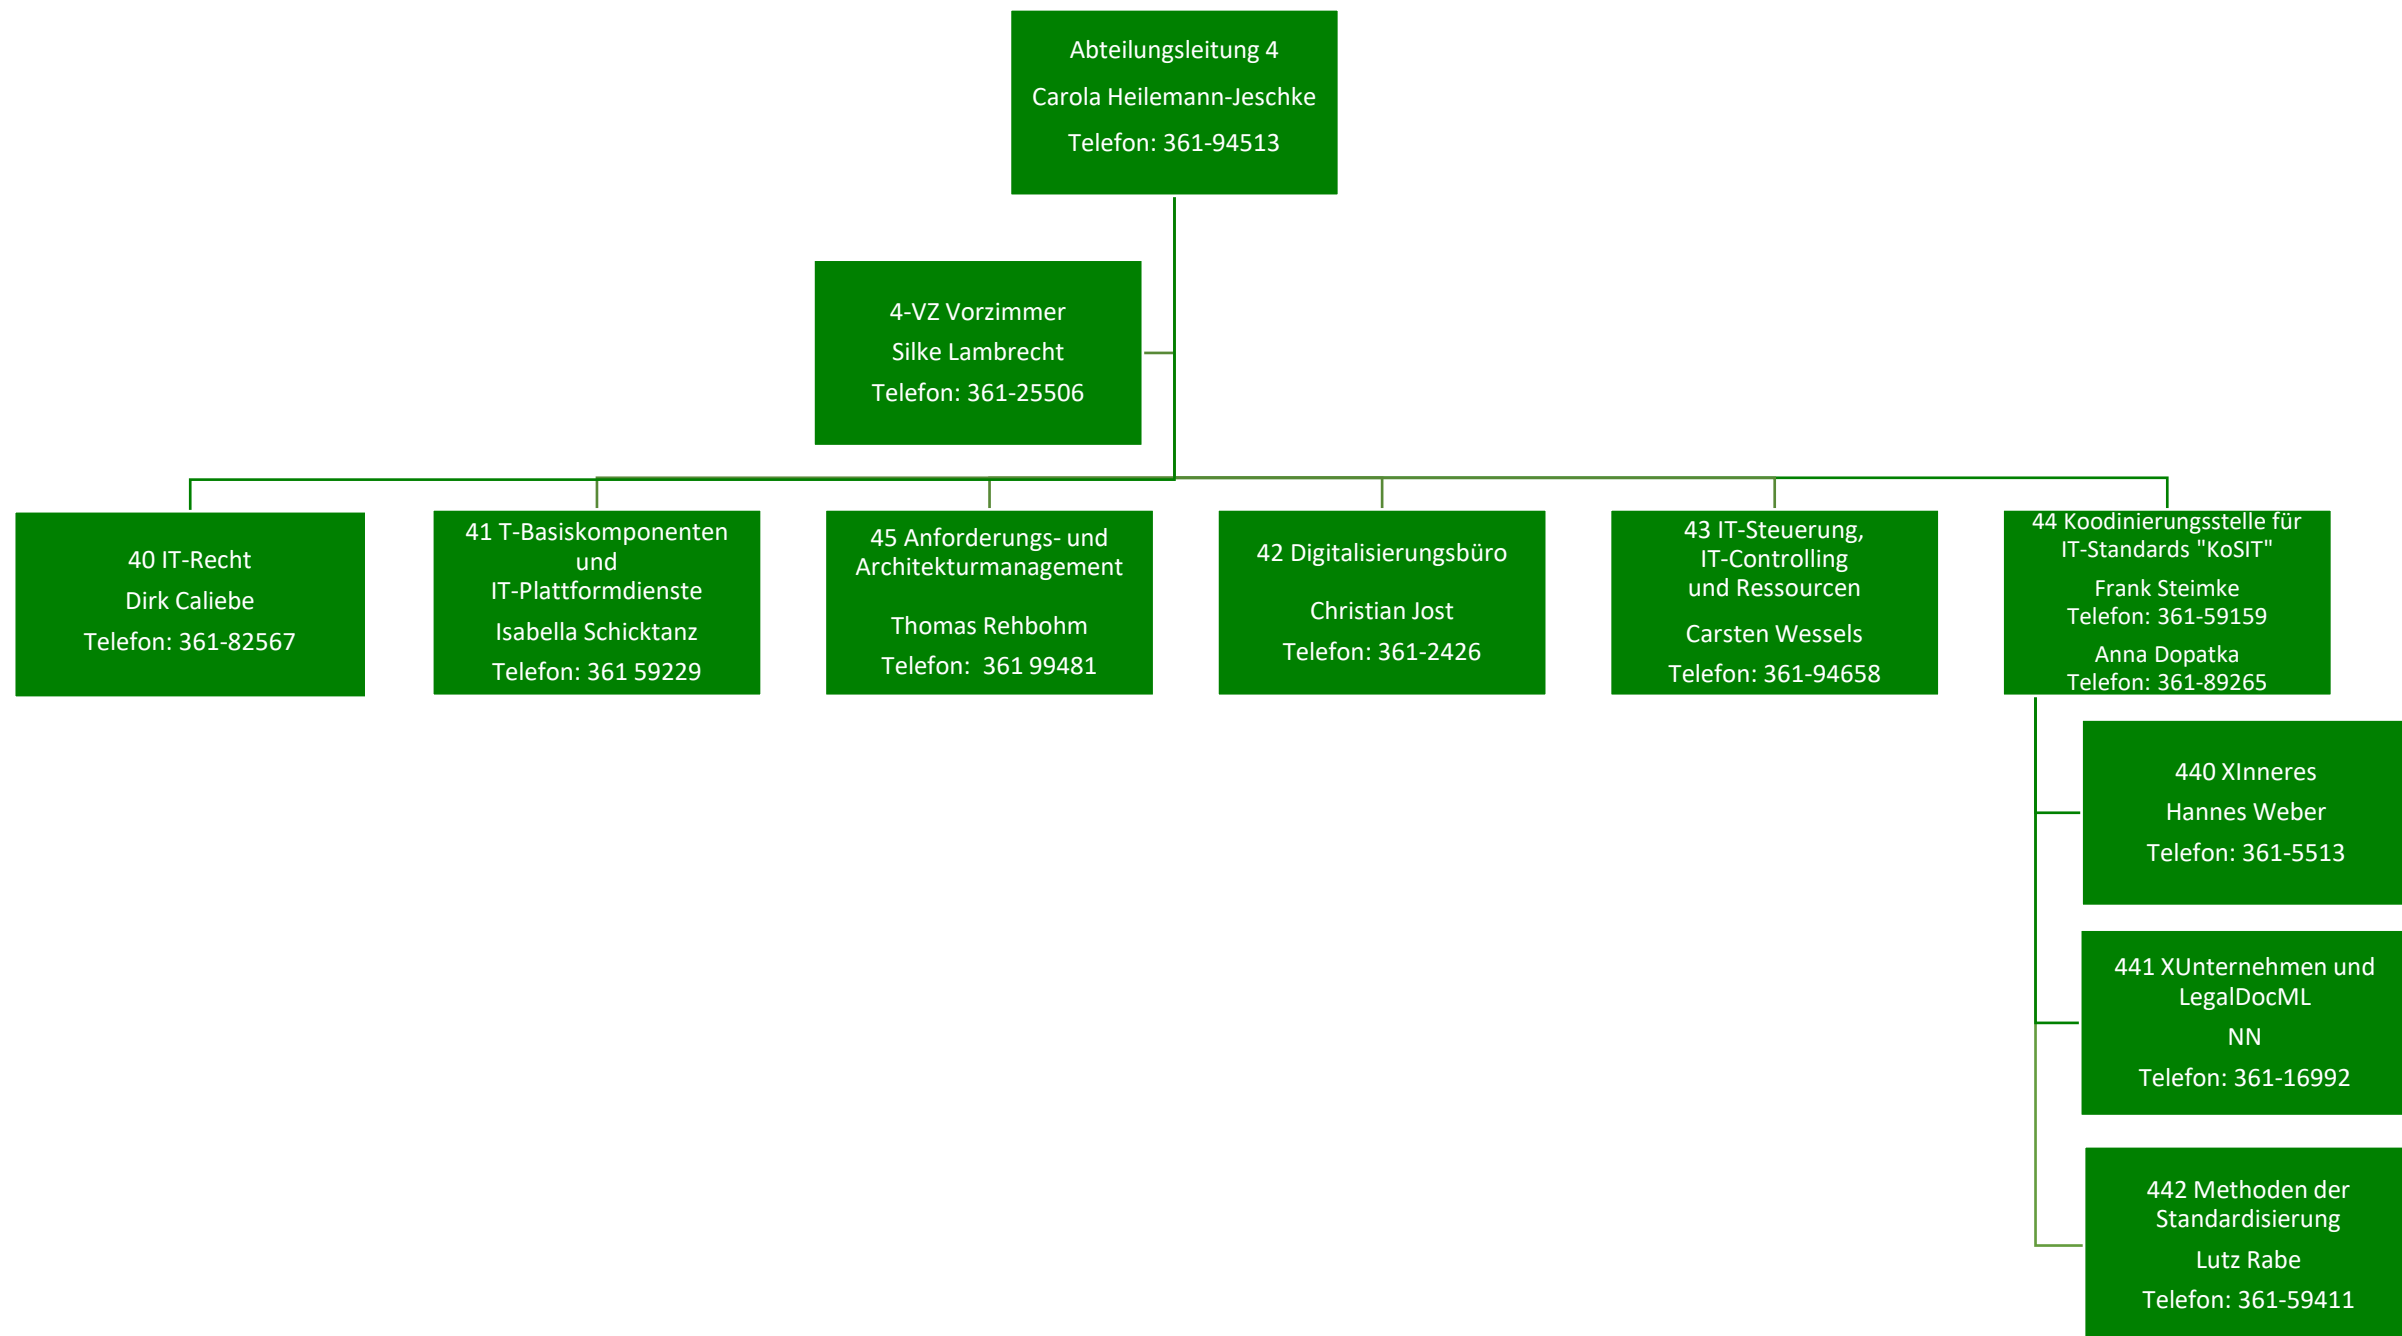 Abteilungsleitung 4
Carola Heilemann-Jeschke
Telefon: 361-94513
4-VZ Vorzimmer
Silke Lambrecht
Telefon: 361-25506
40 IT-Recht
Dirk Caliebe
Telefon: 361-82567
41 T-Basiskomponenten
und
IT-Plattformdienste
Isabella Schicktanz
Telefon: 361 59229
45 Anforderungs- und
Architekturmanagement
Thomas Rehbohm
Telefon:  361 99481
42 Digitalisierungsbüro
Christian Jost
Telefon: 361-2426
43 IT-Steuerung,
IT-Controlling
und Ressourcen
Carsten Wessels
Telefon: 361-94658
44 Koodinierungsstelle für
IT-Standards "KoSIT"
Frank Steimke
Telefon: 361-59159
Anna Dopatka
Telefon: 361-89265
440 XInneres
Hannes Weber
Telefon: 361-5513
441 XUnternehmen und
LegalDocML
NN
Telefon: 361-16992
442 Methoden der
Standardisierung
Lutz Rabe
Telefon: 361-59411